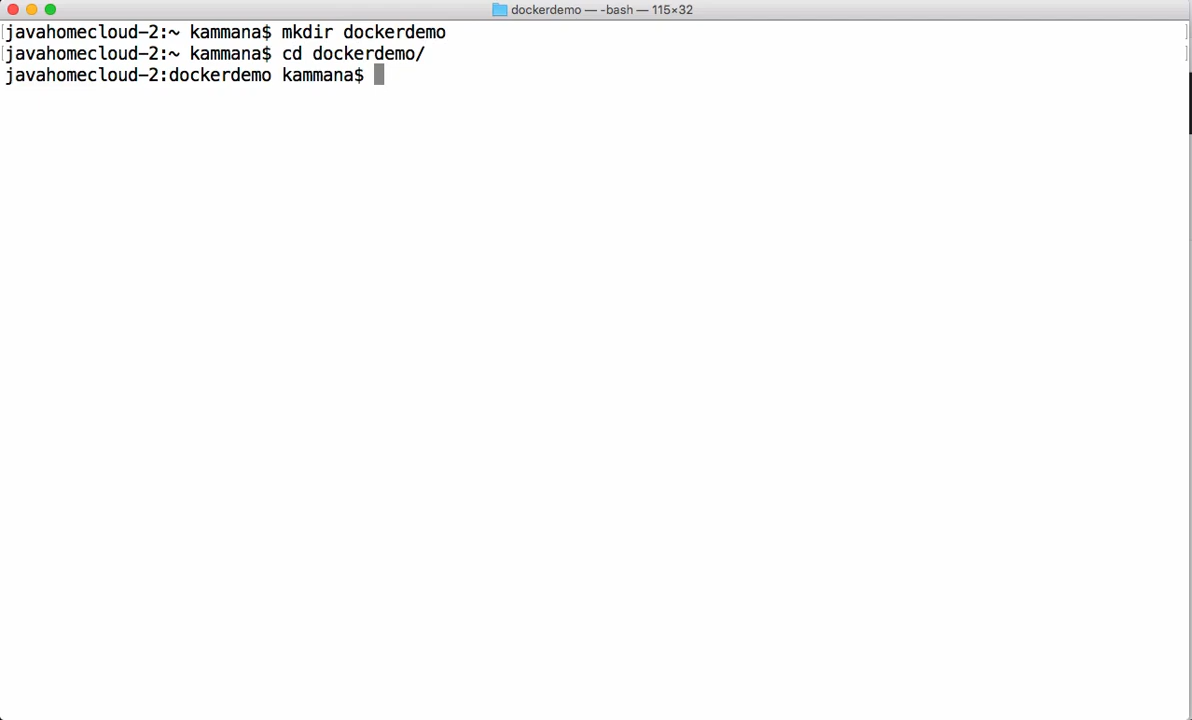 dockerdemo — -bash — 115×32
[javahomecloud-2:~ kammana$ mkdir dockerdemo ]
[javahomecloud-2:~ kammana$ cd dockerdemo/ ]
javahomecloud-2:dockerdemo kammana$